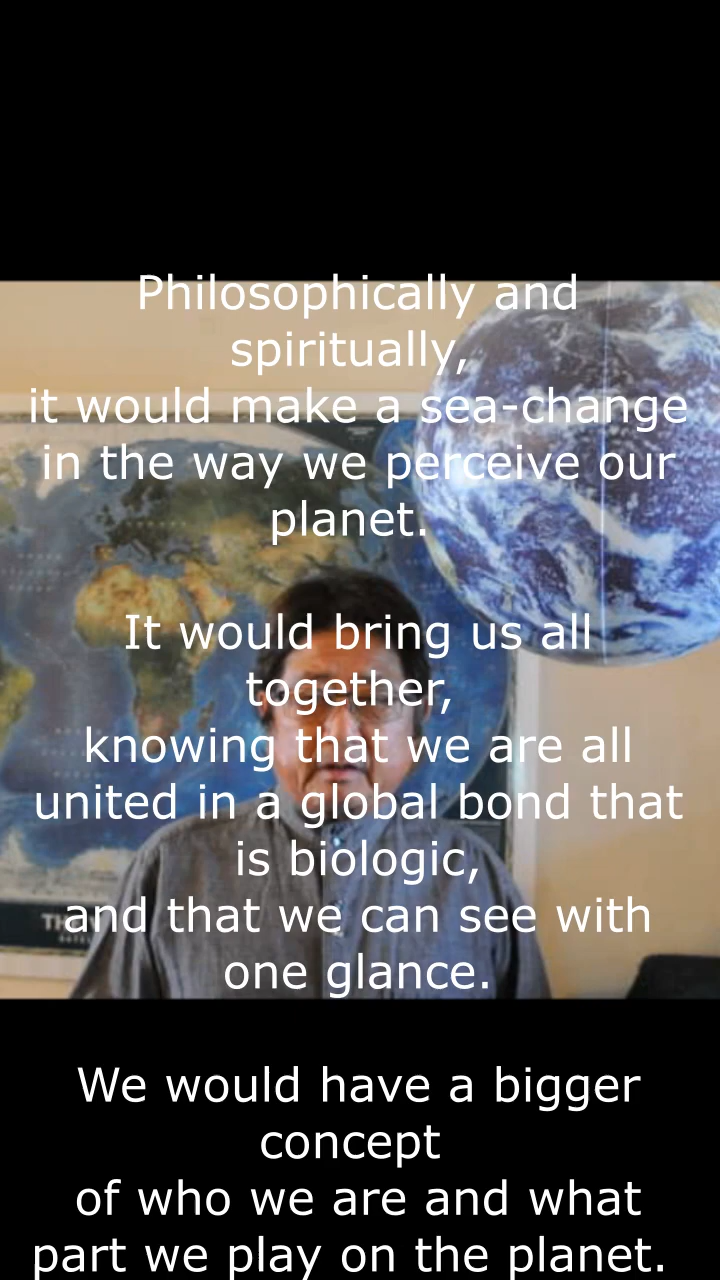 Philosophically and
spiritually,
it would make a sea-change
in the way we perceive our
planet.
It would bring us all
together,
knowing that we are all
united in a global bond that
is biologic,
and that we can see with
one glance.
We would have a bigger
concept
of who we are and what
part we play on the planet.